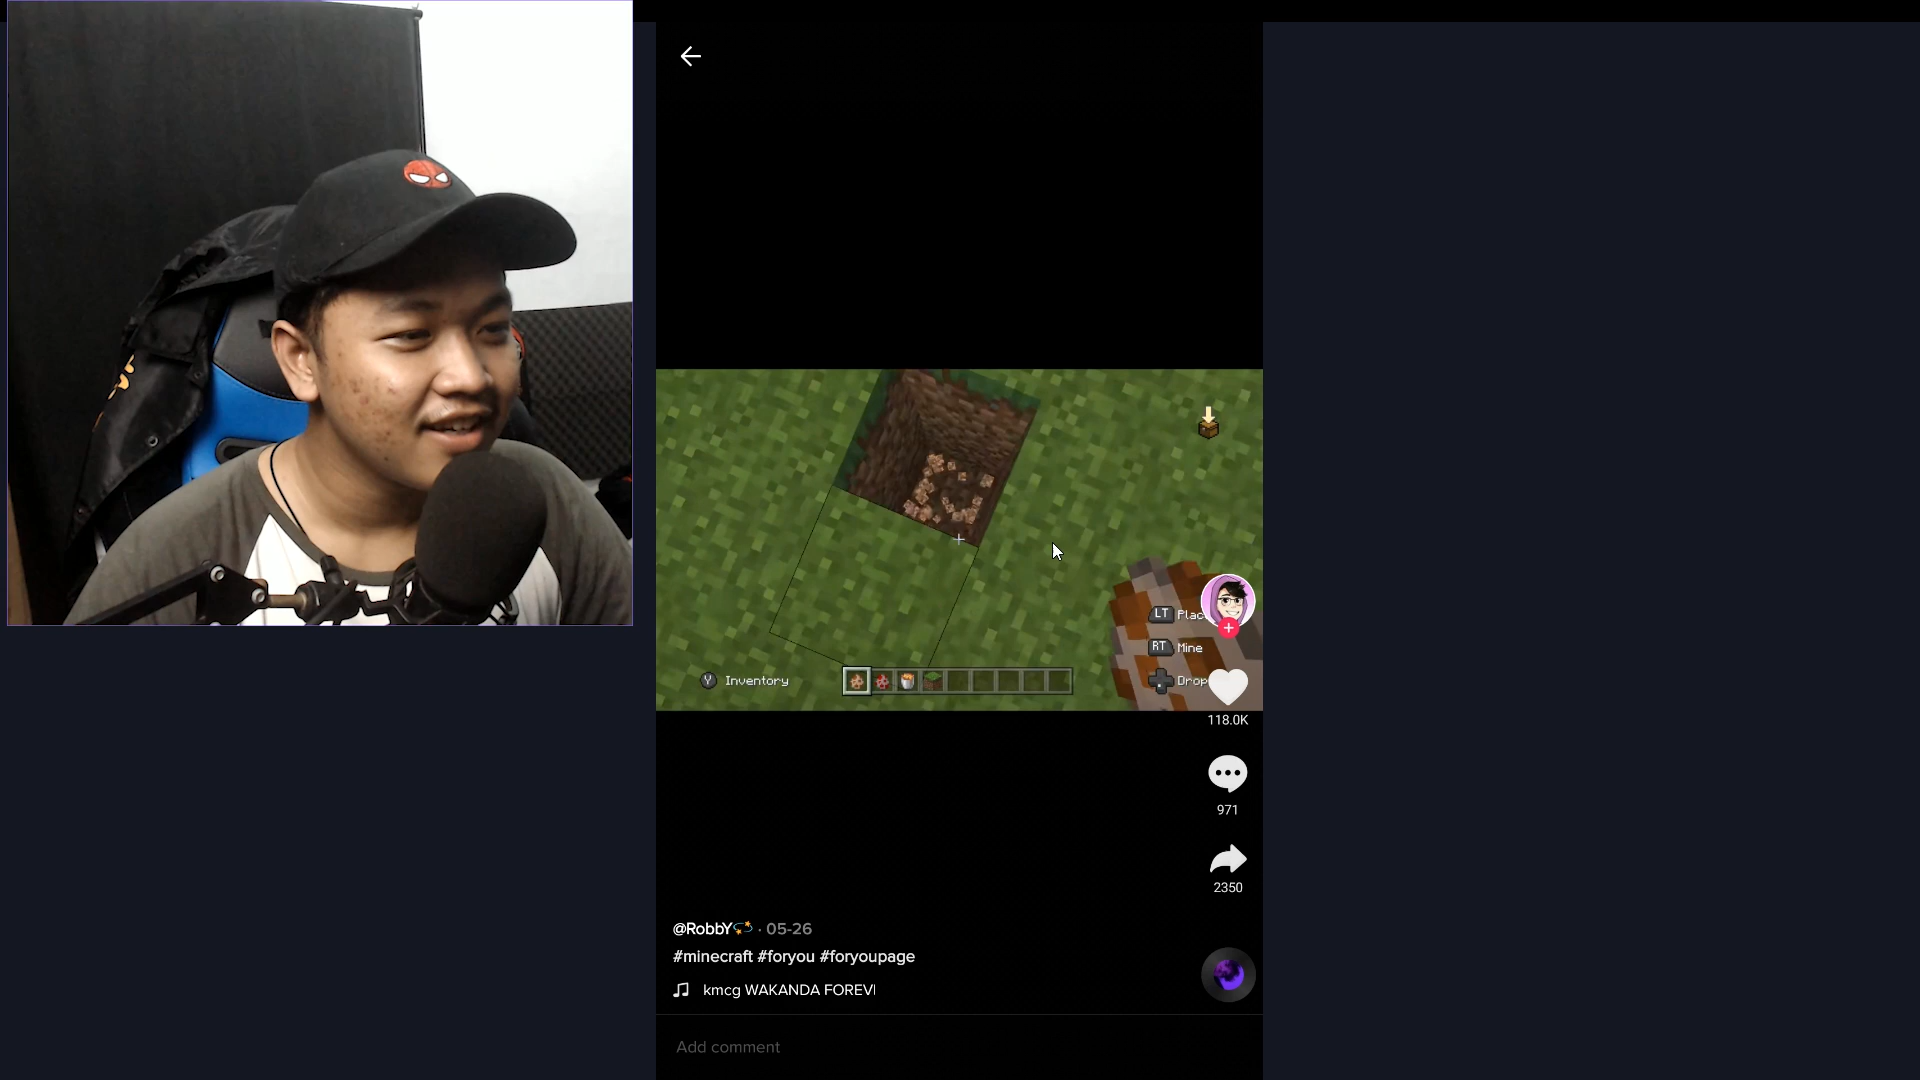 LT Plac
RT Mine
Y Inventory
Drop
118.0K
971
2350
@RobbY · 05-26
#minecraft #foryou #foryoupage
kmcg WAKANDA FOREV
Add comment